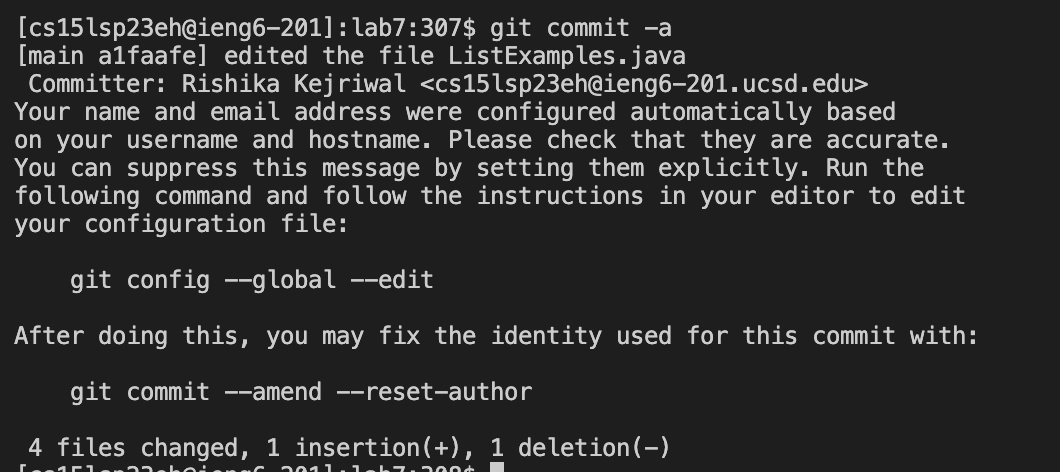 [cs15lsp23eh@ieng6-201]:lab7:307$ git commit -a
[main a1faafe] edited the file ListExamples.java
 Committer: Rishika Kejriwal <cs15lsp23eh@ieng6-201.ucsd.edu>
Your name and email address were configured automatically based
on your username and hostname. Please check that they are accurate.
You can suppress this message by setting them explicitly. Run the
following command and follow the instructions in your editor to edit
your configuration file:

    git config --global --edit

After doing this, you may fix the identity used for this commit with:

    git commit --amend --reset-author

 4 files changed, 1 insertion(+), 1 deletion(-)
[cs15lsp23eh@ieng6-201]:lab7:308$